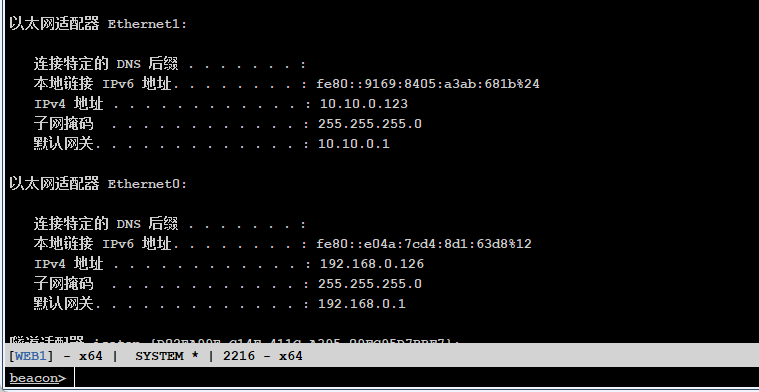 以太网适配器 Ethernet1:
连接特定的 DNS 后缀 . . . . . . . :
本地链接 IPv6 地址. . . . . . . . : fe80::9169:8405:a3ab:681b%24
IPv4 地址 . . . . . . . . . . . . : 10.10.0.123
子网掩码 . . . . . . . . . . . . : 255.255.255.0
默认网关. . . . . . . . . . . . . : 10.10.0.1
以太网适配器 Ethernet0:
连接特定的 DNS 后缀 . . . . . . . :
本地链接 IPv6 地址. . . . . . . . : fe80::e04a:7cd4:8d1:63d8%12
IPv4 地址 . . . . . . . . . . . . : 192.168.0.126
子网掩码 . . . . . . . . . . . . : 255.255.255.0
默认网关. . . . . . . . . . . . . : 192.168.0.1
隧道适配器
[WEB1] - x64 | SYSTEM * | 2216 - x64
beacon>